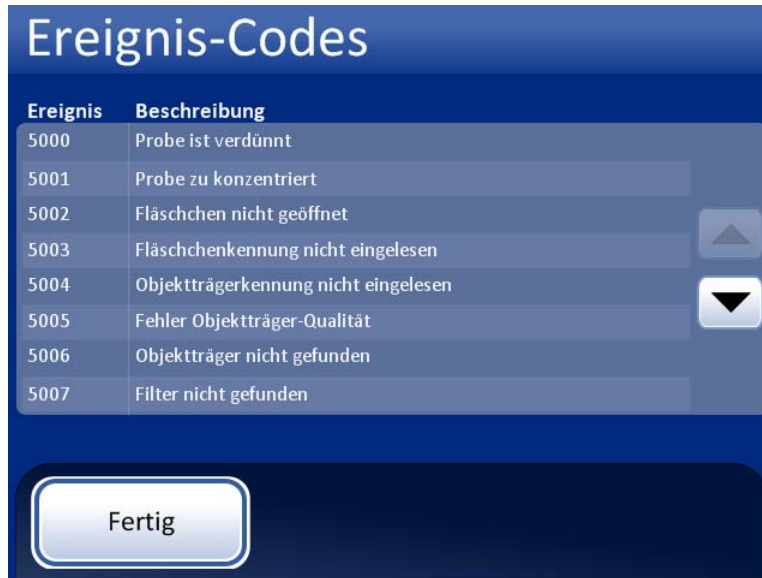 Ereignis-Codes
Ereignis Beschreibung
5000 Probe ist verdünnt
5001 Probe zu konzentriert
5002 Fläschchen nicht geöffnet
5003 Fläschchenkennung nicht eingelesen
5004 Objektträgerkennung nicht eingelesen
5005 Fehler Objektträger-Qualität
5006 Objektträger nicht gefunden
5007 Filter nicht gefunden
Fertig